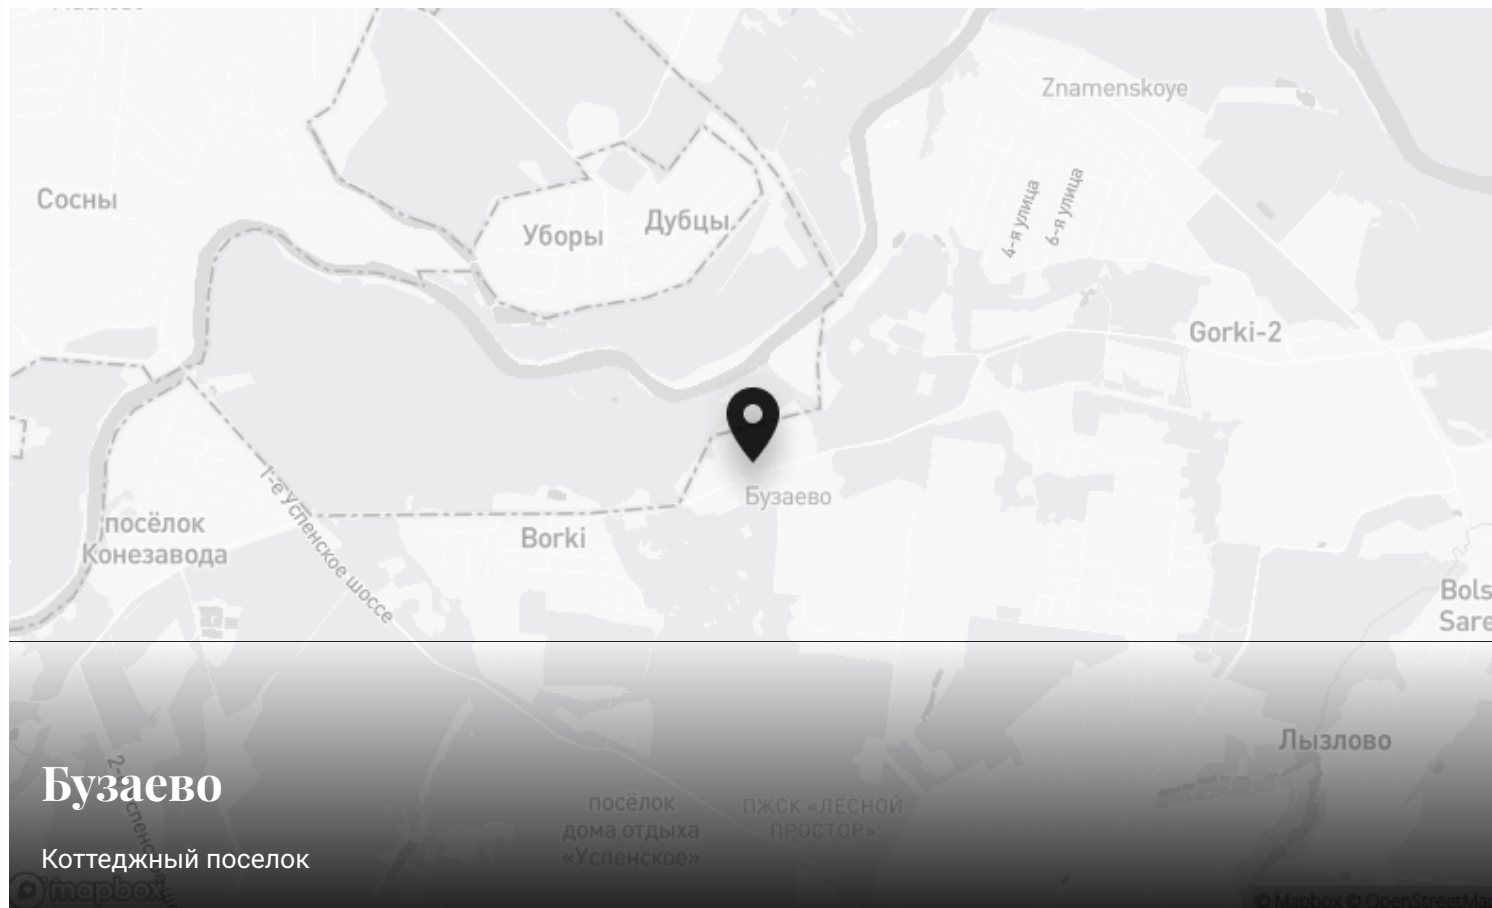 Znamenskoye
Сосны
4-я улица
6-я улица
Уборы
Дубцы
Gorki-2
1-е Успенское шоссе
Бузаево
посёлок
Конезавода
Borki
Bols
Sare
Лызлово
Бузаево
посёлок
дома отдыха
«Успенское»
ПЖСК «ЛЕСНОЙ
ПРОСТОР»
Коттеджный поселок
mapbox
© Mapbox © OpenStreetMap